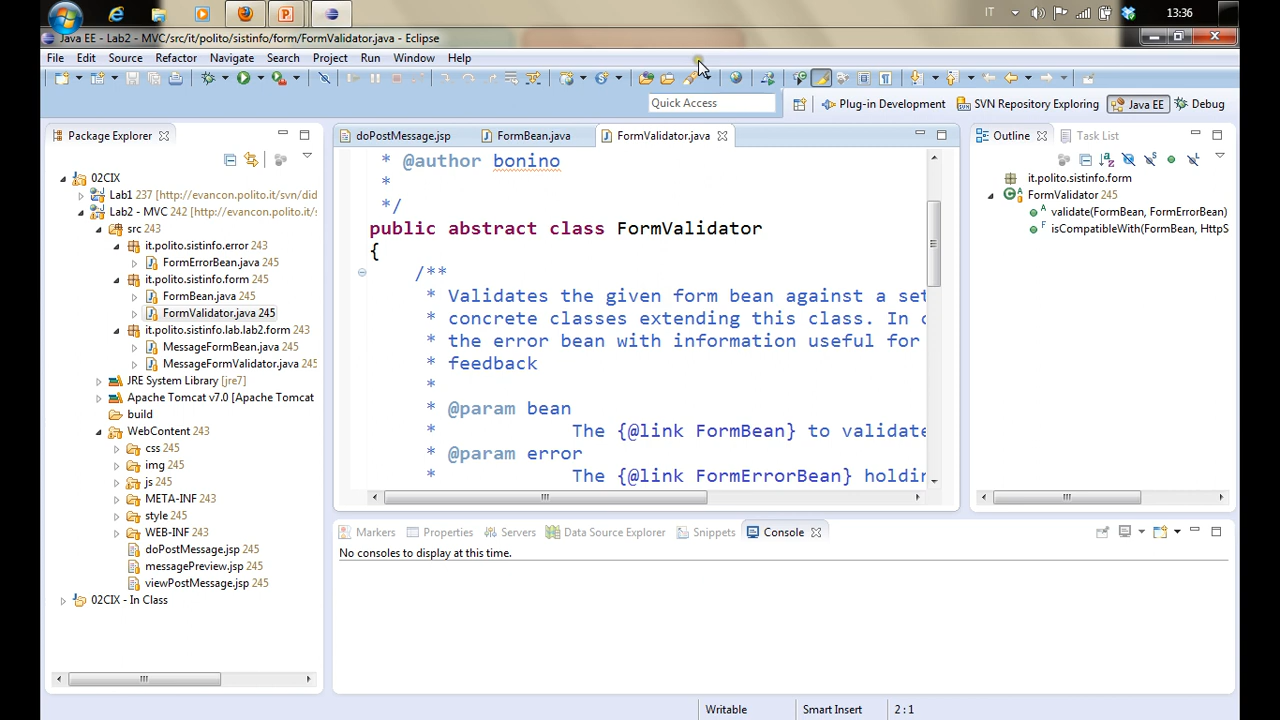 IT
13:36
Java EE - Lab2 - MVC/src/it/polito/sistinfo/form/FormValidator.java - Eclipse
File Edit Source Refactor Navigate Search Project Run Window Help
Quick Access
Plug-in Development SVN Repository Exploring Java EE Debug
Package Explorer
02CIX
Lab1 237 [http://evancon.polito.it/svn/did
Lab2 - MVC 242 [http://evancon.polito.it/s
src 243
it.polito.sistinfo.error 243
FormErrorBean.java 243
it.polito.sistinfo.form 245
FormBean.java 245
FormValidator.java 245
it.polito.sistinfo.lab.lab2.form 243
MessageFormBean.java 245
MessageFormValidator.java 245
JRE System Library [jre7]
Apache Tomcat v7.0 [Apache Tomcat
build
WebContent 243
css 245
img 245
js 245
META-INF 243
style 245
WEB-INF 243
doPostMessage.jsp 245
messagePreview.jsp 245
viewPostMessage.jsp 245
02CIX - In Class
doPostMessage.jsp FormBean.java FormValidator.java
* @author bonino
*
*/
public abstract class FormValidator
{
/**
* Validates the given form bean against a set
* concrete classes extending this class. In c
* the error bean with information useful for
* feedback
*
* @param bean
* The {@link FormBean} to validate
* @param error
* The {@link FormErrorBean} holdin
Outline Task List
it.polito.sistinfo.form
FormValidator 245
validate(FormBean, FormErrorBean)
isCompatibleWith(FormBean, HttpS
Markers Properties Servers Data Source Explorer Snippets Console
No consoles to display at this time.
Writable Smart Insert 2 : 1